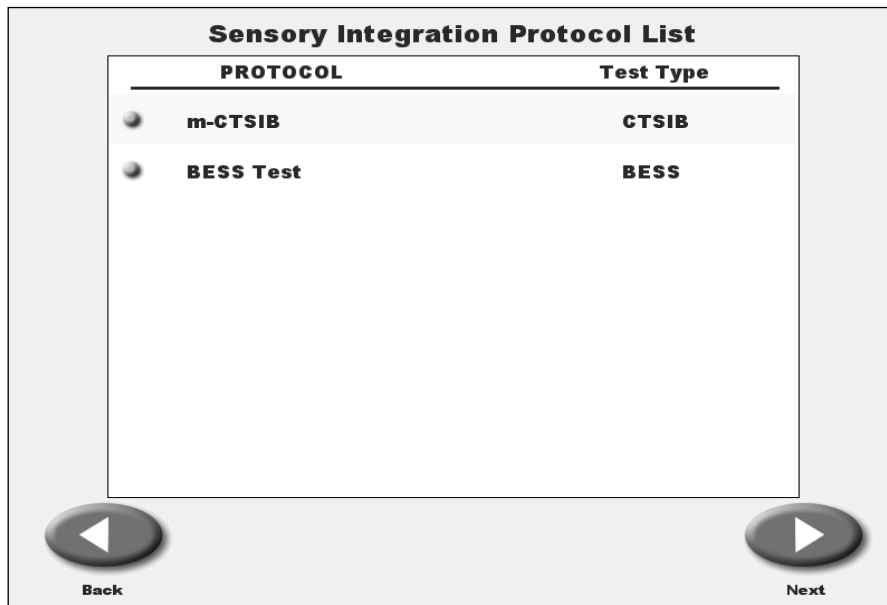 Sensory Integration Protocol List
PROTOCOL Test Type
m-CTSIB CTSIB
BESS Test BESS
Back Next